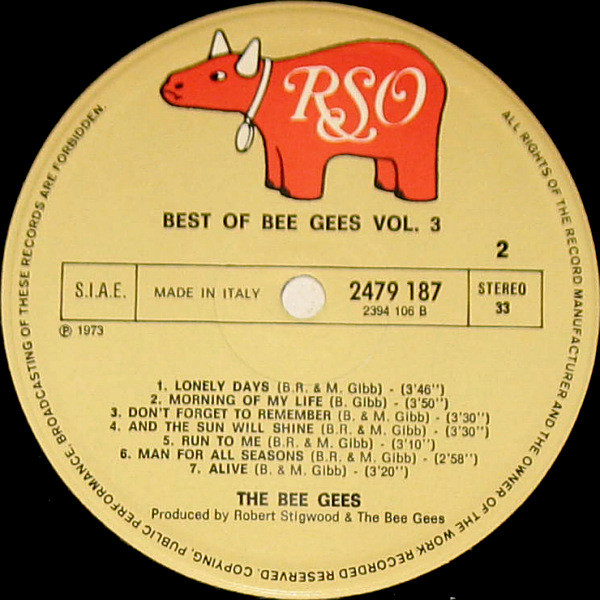 RSO
BEST OF BEE GEES VOL. 3
2
S.I.A.E.
MADE IN ITALY
2479 187
2394 106 B
STEREO
33
℗ 1973
1. LONELY DAYS (B.R. & M. Gibb) - (3'46'')
2. MORNING OF MY LIFE (B. Gibb) - (3'50'')
3. DON'T FORGET TO REMEMBER (B. & M. Gibb) - (3'30'')
4. AND THE SUN WILL SHINE (B.R. & M. Gibb) - (3'30'')
5. RUN TO ME (B.R. & M. Gibb) - (3'10'')
6. MAN FOR ALL SEASONS (B.R. & M. Gibb) - (2'58'')
7. ALIVE (B. & M. Gibb) - (3'20'')
THE BEE GEES
Produced by Robert Stigwood & The Bee Gees
ALL RIGHTS OF THE RECORD MANUFACTURER AND THE OWNER OF THE WORK RECORDED RESERVED. COPYING, PUBLIC PERFORMANCE, BROADCASTING OF THESE RECORDS ARE FORBIDDEN.